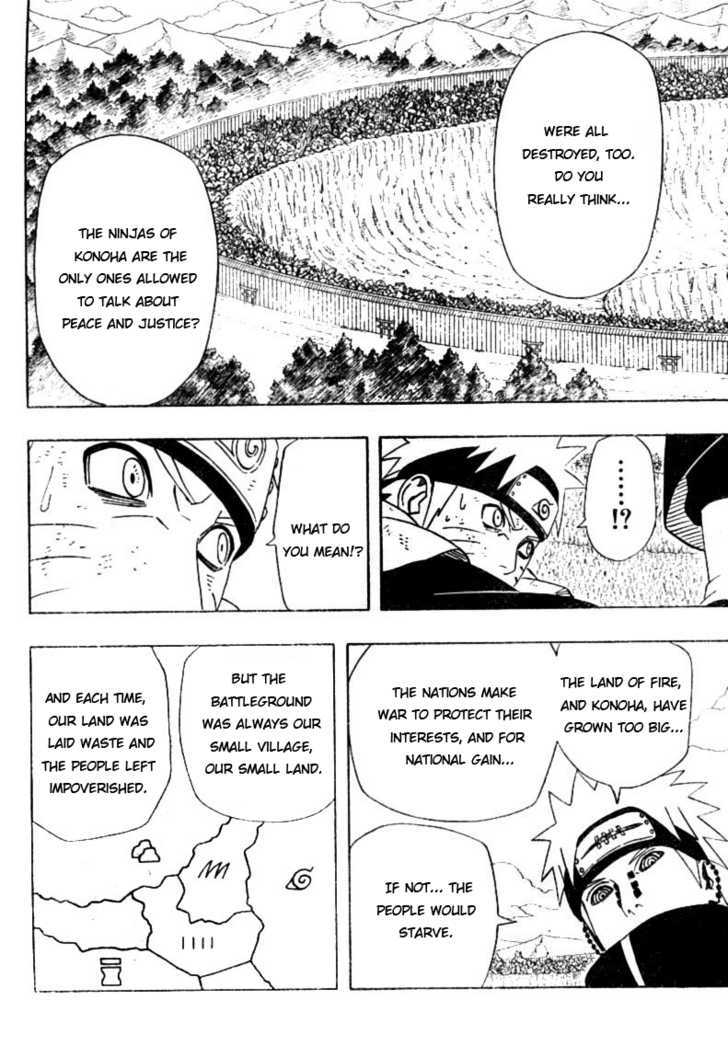 WERE ALL
DESTROYED, TOO.
DO YOU
REALLY THINK...
THE NINJAS OF
KONOHA ARE THE
ONLY ONES ALLOWED
TO TALK ABOUT
PEACE AND JUSTICE?
......!?
WHAT DO
YOU MEAN!?
THE LAND OF FIRE,
AND KONOHA, HAVE
GROWN TOO BIG...
THE NATIONS MAKE
WAR TO PROTECT THEIR
INTERESTS, AND FOR
NATIONAL GAIN...
IF NOT... THE
PEOPLE WOULD
STARVE.
BUT THE
BATTLEGROUND
WAS ALWAYS OUR
SMALL VILLAGE,
OUR SMALL LAND.
AND EACH TIME,
OUR LAND WAS
LAID WASTE AND
THE PEOPLE LEFT
IMPOVERISHED.